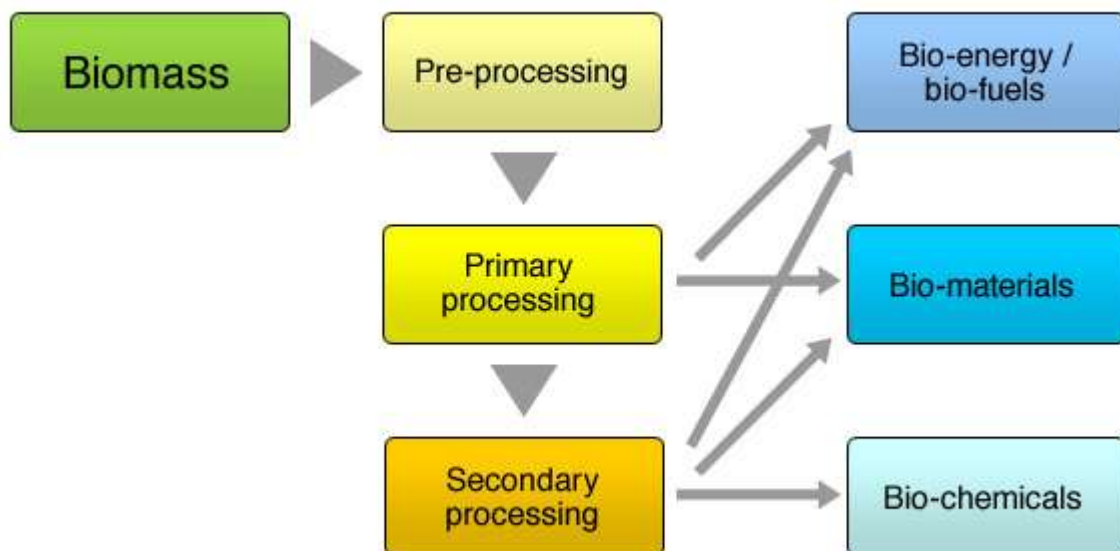 Biomass
Pre-processing
Bio-energy /
bio-fuels
Primary
processing
Bio-materials
Secondary
processing
Bio-chemicals